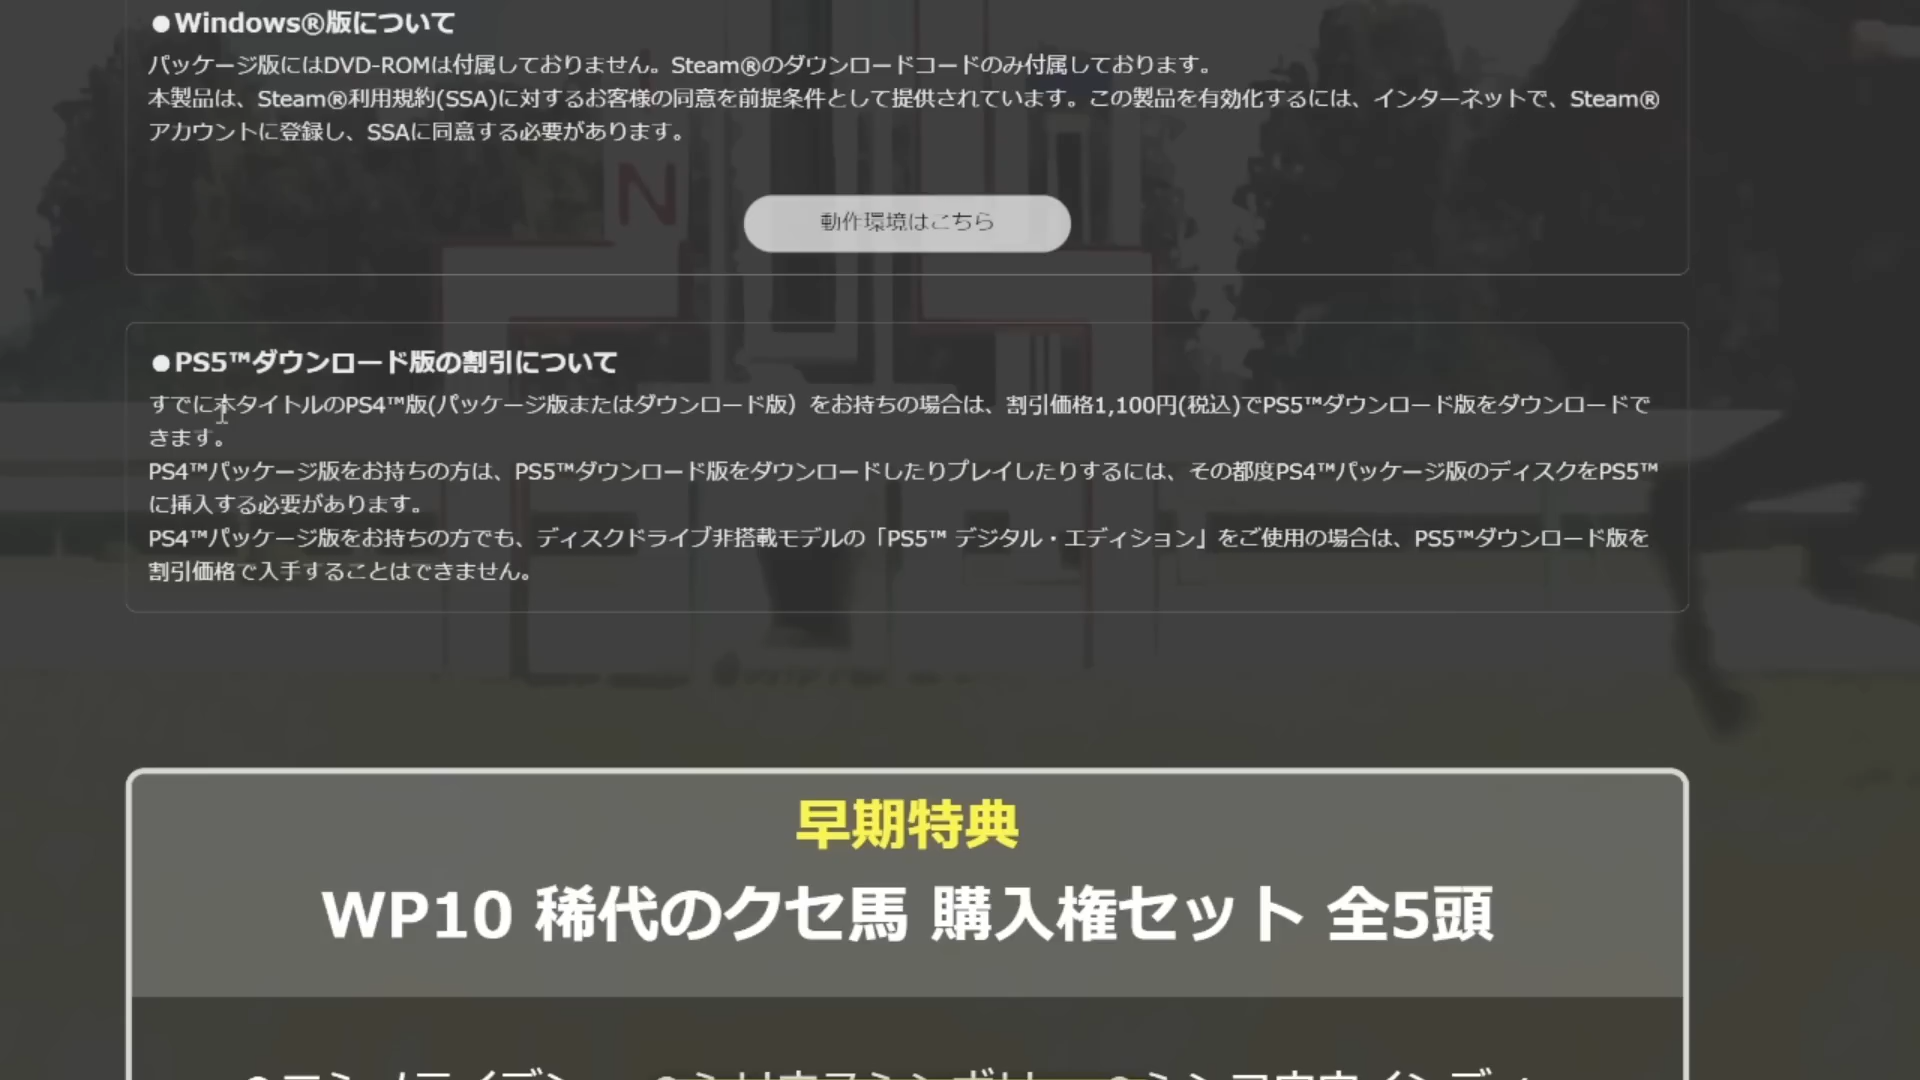 ●Windows®版について
パッケージ版にはDVD-ROMは付属しておりません。Steam®のダウンロードコードのみ付属しております。
本製品は、Steam®利用規約(SSA)に対するお客様の同意を前提条件として提供されています。この製品を有効化するには、インターネットで、Steam®
アカウントに登録し、SSAに同意する必要があります。
N
動作環境はこちら
●PS5™ダウンロード版の割引について
すでに本タイトルのPS4™版(パッケージ版またはダウンロード版）をお持ちの場合は、割引価格1,100円(税込)でPS5™ダウンロード版をダウンロードで
きます。
PS4™パッケージ版をお持ちの方は、PS5™ダウンロード版をダウンロードしたりプレイしたりするには、その都度PS4™パッケージ版のディスクをPS5™
に挿入する必要があります。
PS4™パッケージ版をお持ちの方でも、ディスクドライブ非搭載モデルの「PS5™ デジタル・エディション」をご使用の場合は、PS5™ダウンロード版を
割引価格で入手することはできません。
早期特典
WP10 稀代のクセ馬 購入権セット 全5頭